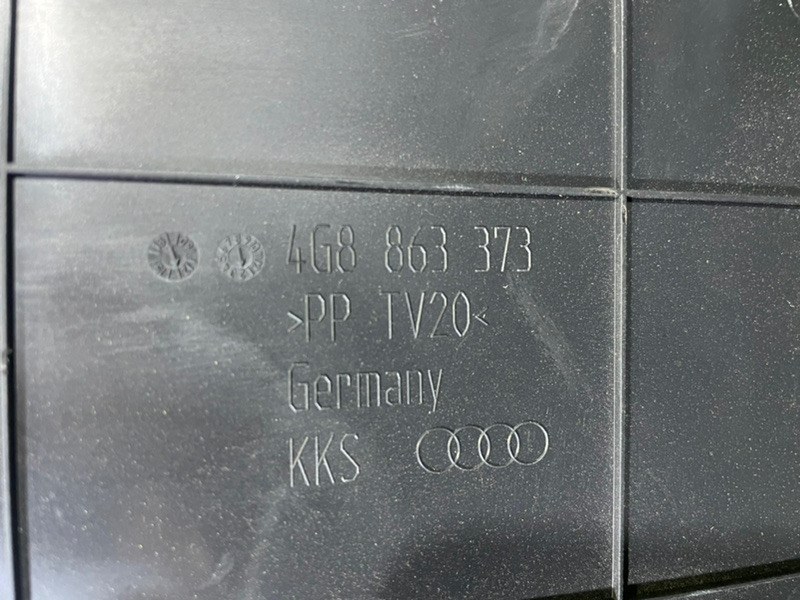 4G8 863 373
>PP TV20<
Germany
KKS